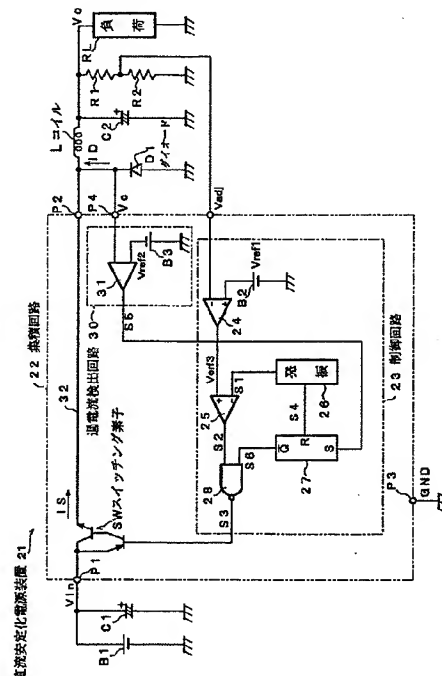 直流安定化電源装置 21
22 集積回路
32
過電流検出回路
30
IS
SWスイッチング素子
Vin
P1
B1
C1
P2
P4
Vc
Lコイル
ID
D1
ダイオード
C2
R1
R2
Vo
RL
負荷
31
Vref2
B3
S5
Vadj
24
Vref1
B2
Verf3
25
S1
S2
発振
26
S4
28
S3
S6
Q
R
S
27
23 制御回路
P3
GND